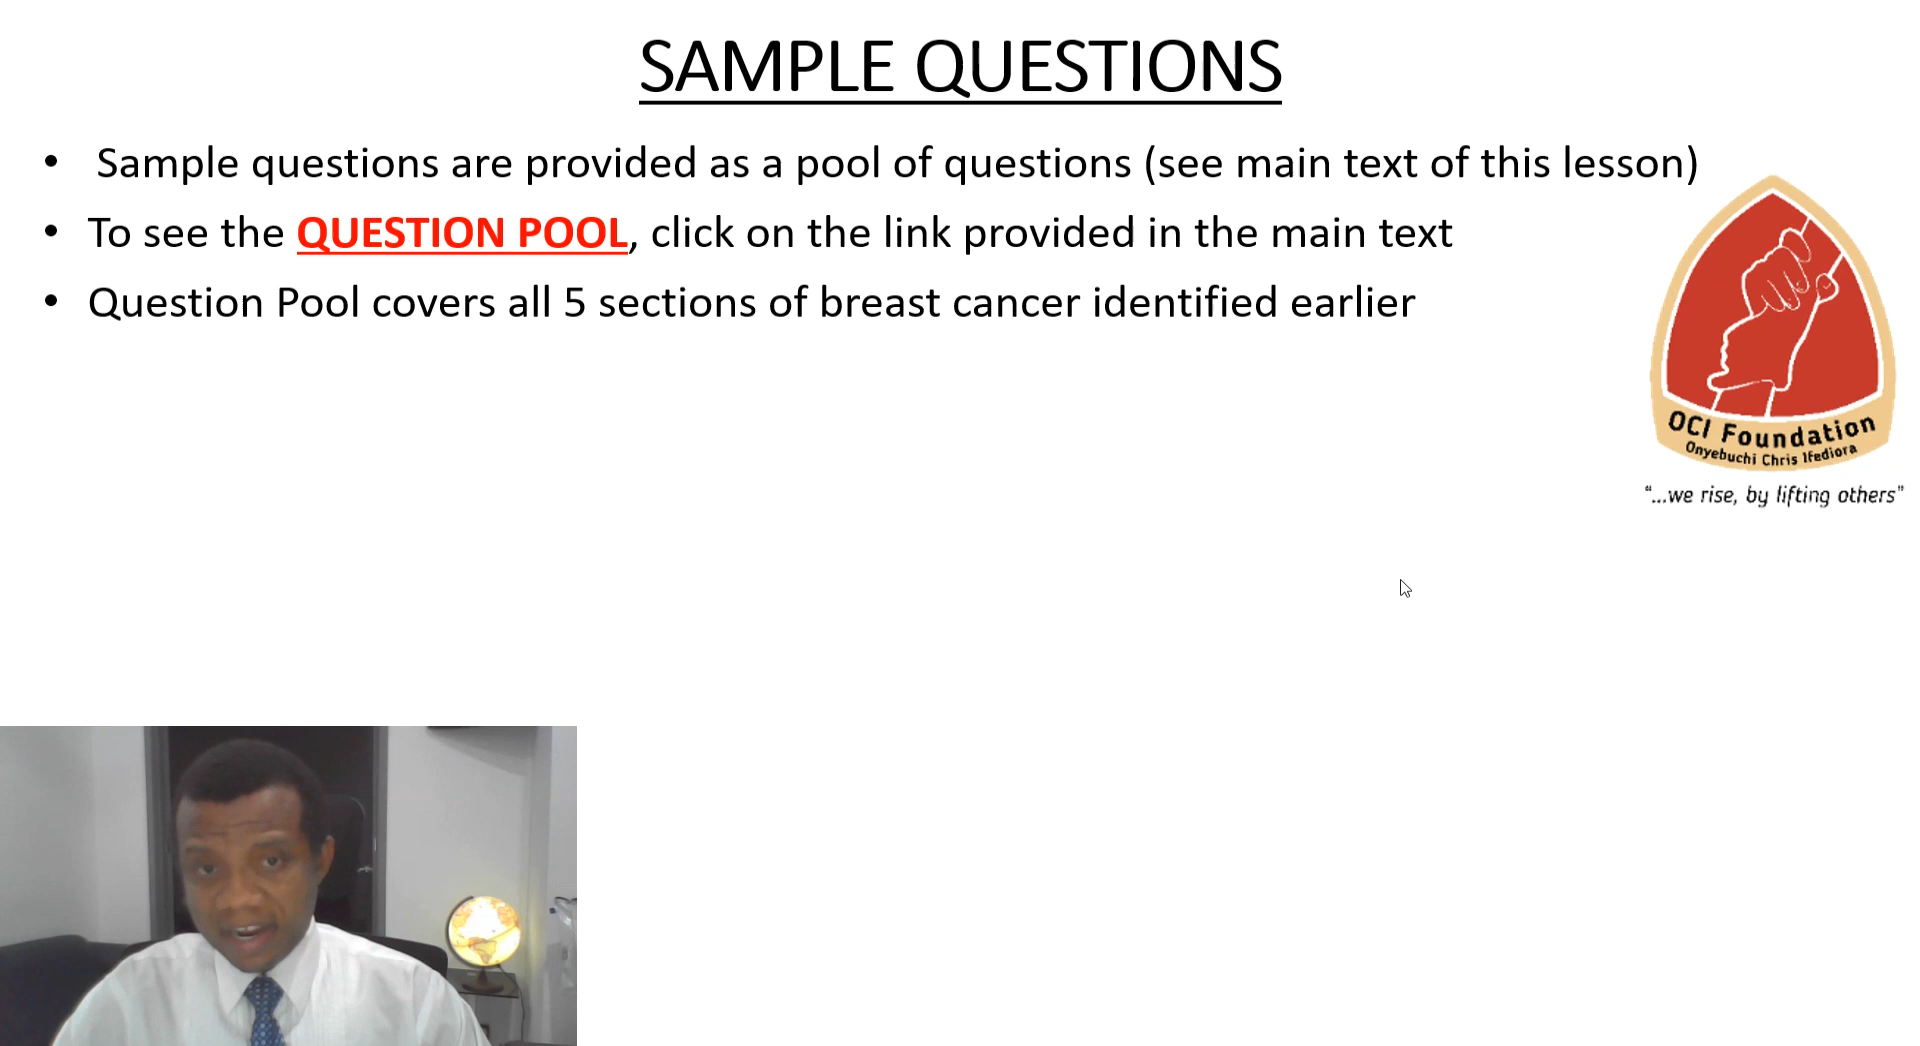 SAMPLE QUESTIONS
• Sample questions are provided as a pool of questions (see main text of this lesson)
• To see the QUESTION POOL, click on the link provided in the main text
• Question Pool covers all 5 sections of breast cancer identified earlier
OCI Foundation
Onyebuchi Chris Ifediora
"...we rise, by lifting others"